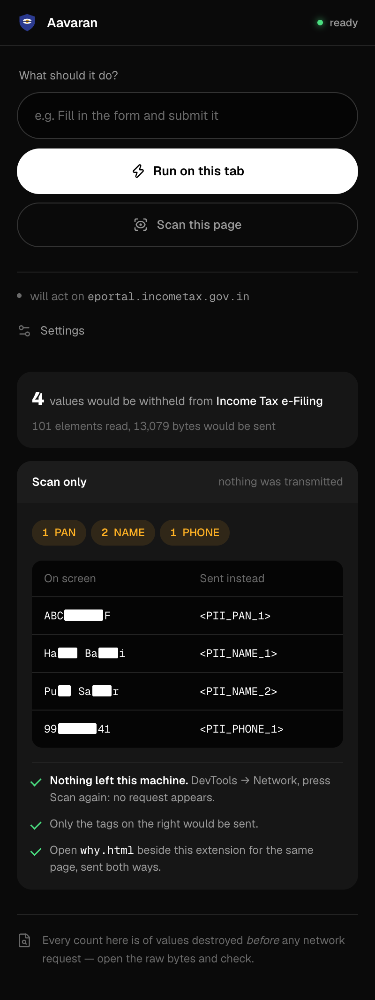 Aavaran
ready
What should it do?
e.g. Fill in the form and submit it
Run on this tab
Scan this page
will act on eportal.incometax.gov.in
Settings
4 values would be withheld from Income Tax e-Filing
101 elements read, 13,079 bytes would be sent
Scan only
nothing was transmitted
1 PAN
2 NAME
1 PHONE
On screen
Sent instead
ABC F
<PII_PAN_1>
Ha Ba i
<PII_NAME_1>
Pu Sa r
<PII_NAME_2>
99 41
<PII_PHONE_1>
Nothing left this machine. DevTools → Network, press
Scan again: no request appears.
Only the tags on the right would be sent.
Open why.html beside this extension for the same
page, sent both ways.
Every count here is of values destroyed before any network
request — open the raw bytes and check.